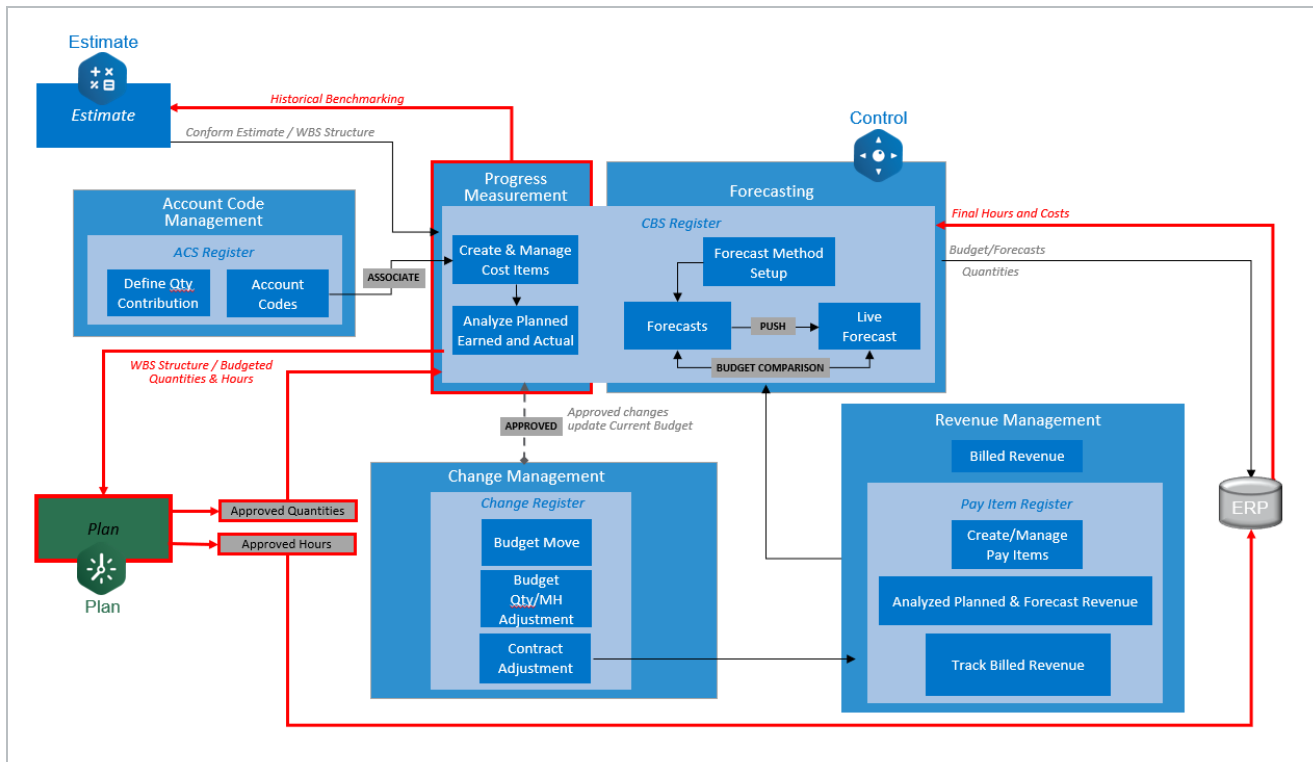 Estimate
Estimate
Historical Benchmarking
Conform Estimate / WBS Structure
Control
Account Code
Management
ACS Register
Define Qty
Contribution
Account
Codes
ASSOCIATE
Progress
Measurement
Forecasting
CBS Register
Create & Manage
Cost Items
Analyze Planned
Earned and Actual
Forecast Method
Setup
Forecasts
PUSH
Live
Forecast
BUDGET COMPARISON
Final Hours and Costs
Budget/Forecasts
Quantities
WBS Structure / Budgeted
Quantities & Hours
APPROVED
Approved changes
update Current Budget
Plan
Plan
Approved Quantities
Approved Hours
Change Management
Change Register
Budget Move
Budget
Qty/MH
Adjustment
Contract
Adjustment
Revenue Management
Billed Revenue
Pay Item Register
Create/Manage
Pay Items
Analyzed Planned & Forecast Revenue
Track Billed Revenue
ERP